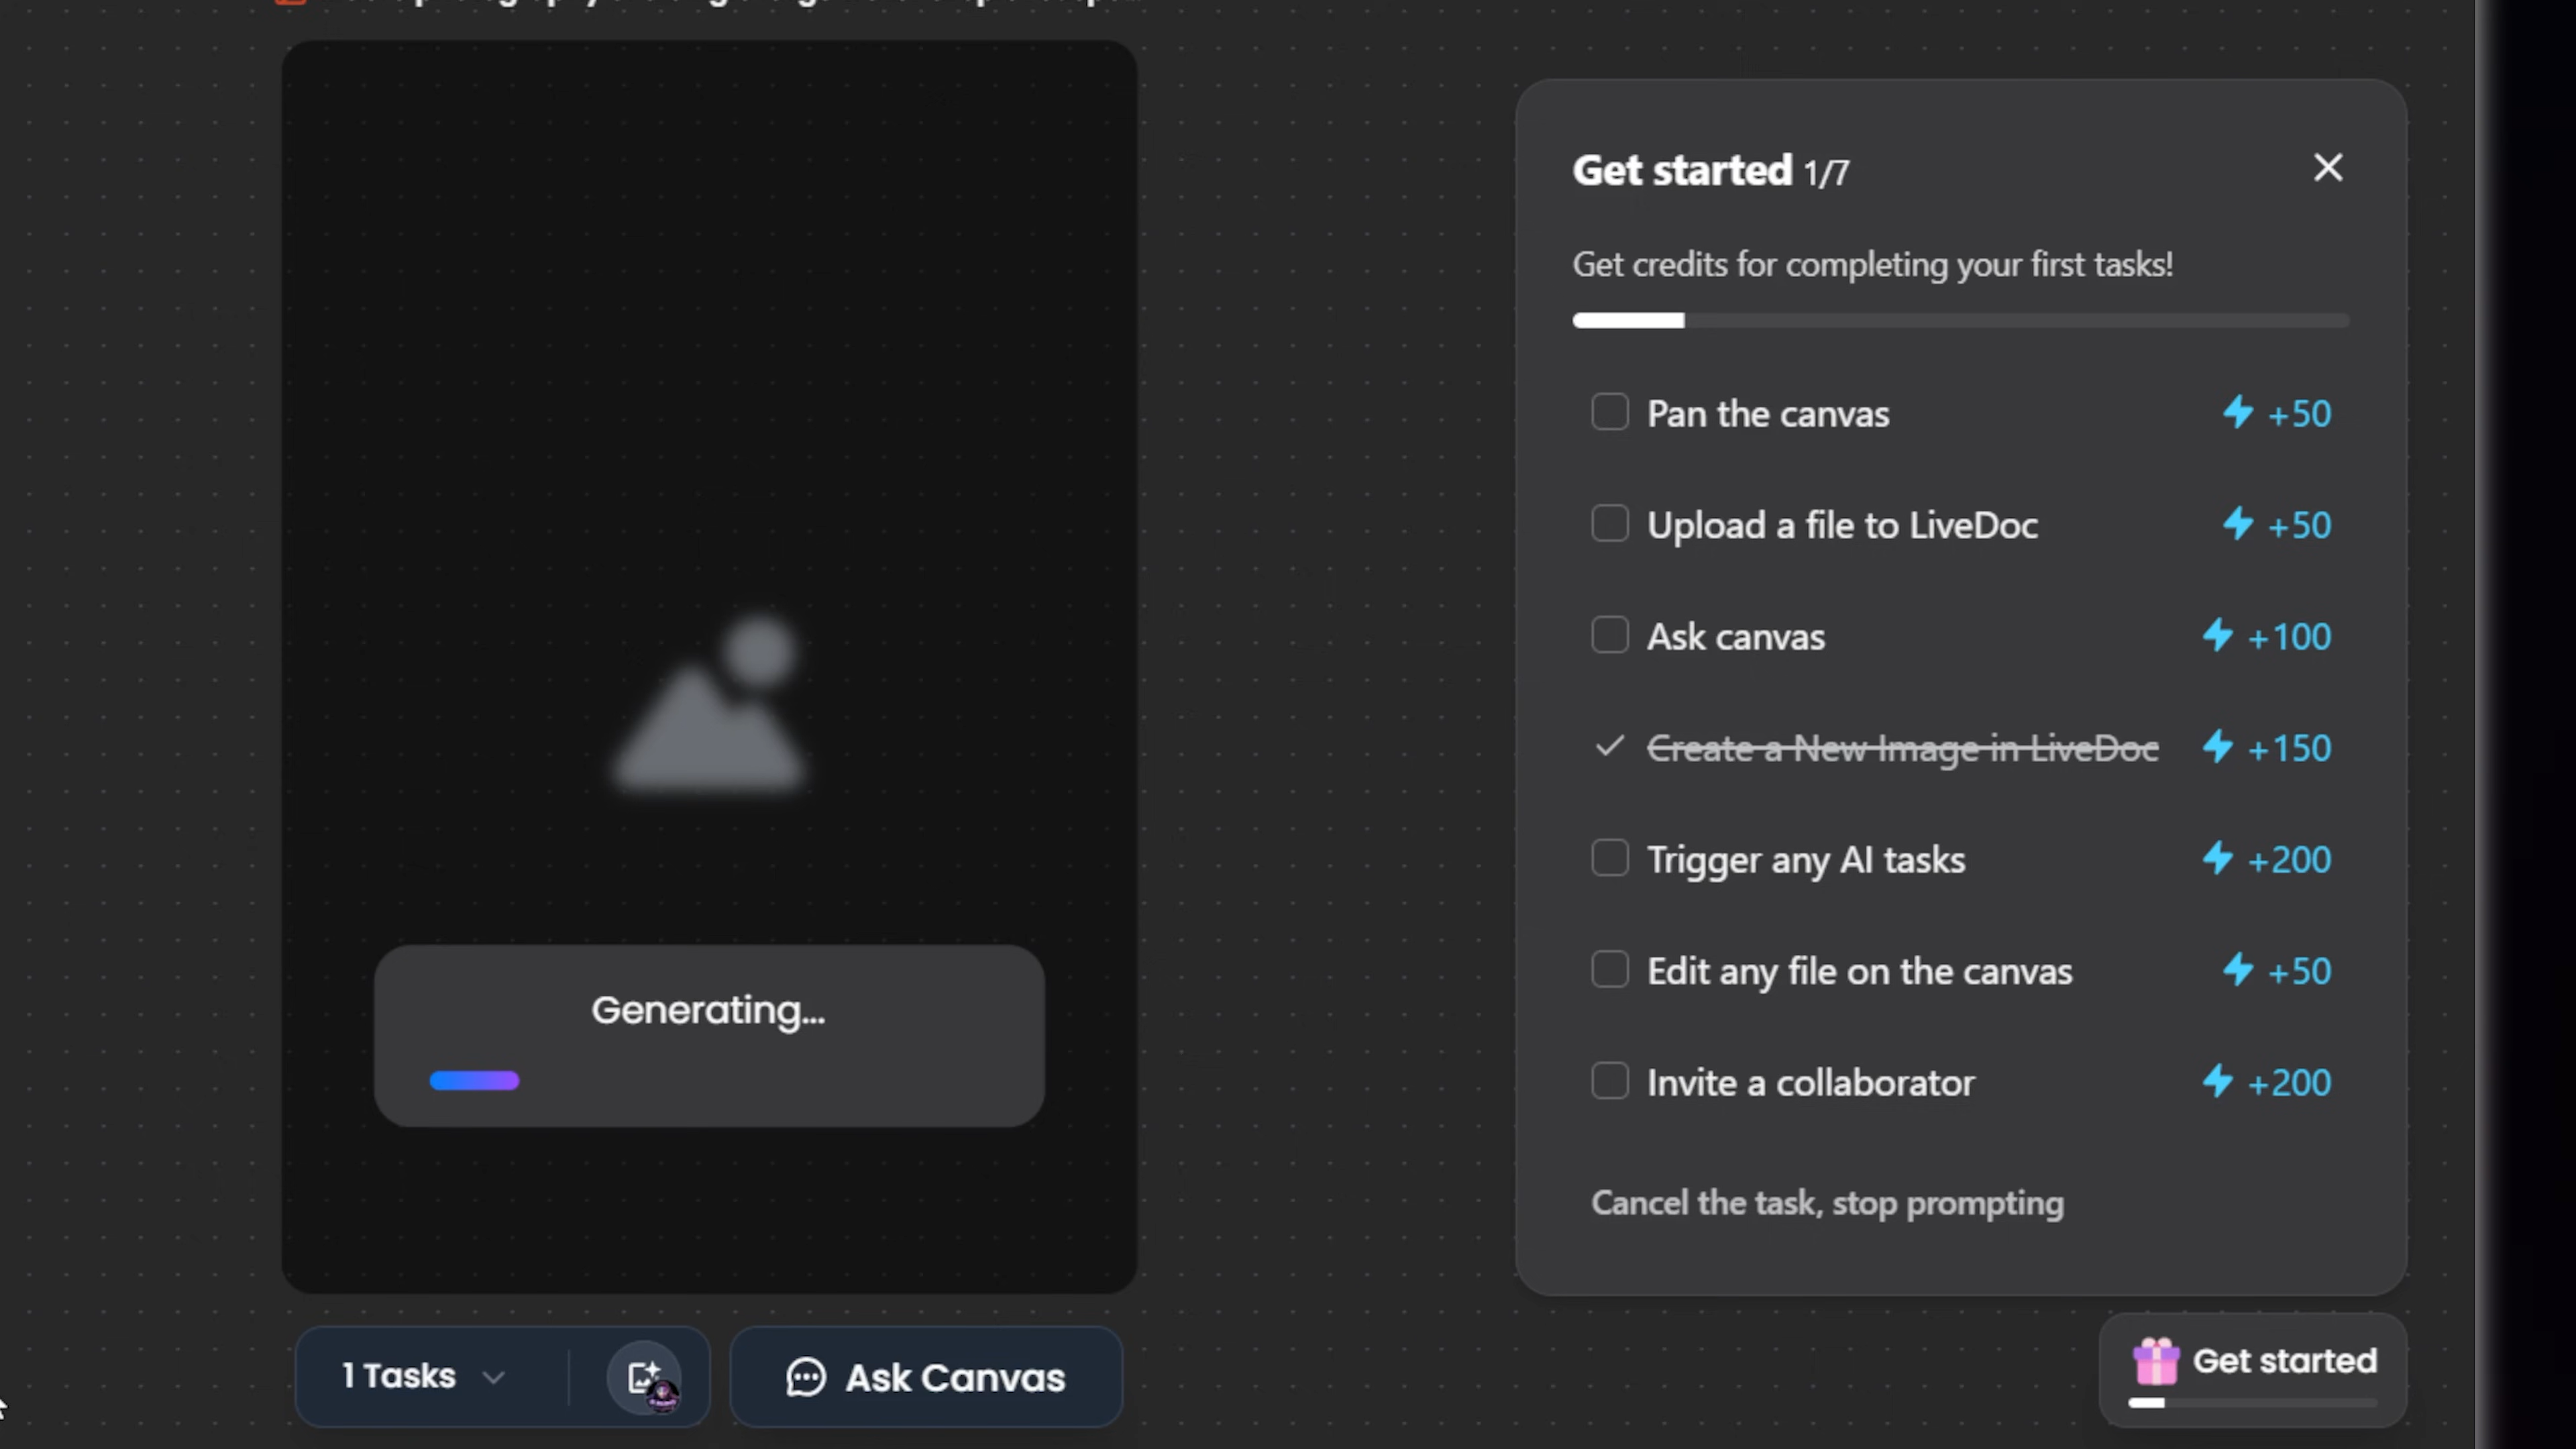 Get started 1/7
Get credits for completing your first tasks!
Pan the canvas +50
Upload a file to LiveDoc +50
Ask canvas +100
Create a New Image in LiveDoc +150
Trigger any AI tasks +200
Edit any file on the canvas +50
Invite a collaborator +200
Cancel the task, stop prompting
Generating...
1 Tasks
Ask Canvas
Get started